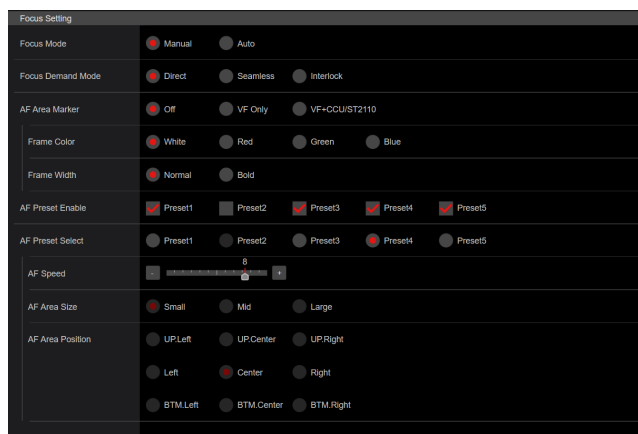 Focus Setting
Focus Mode Manual Auto
Focus Demand Mode Direct Seamless Interlock
AF Area Marker Off VF Only VF+CCU/ST2110
Frame Color White Red Green Blue
Frame Width Normal Bold
AF Preset Enable Preset1 Preset2 Preset3 Preset4 Preset5
AF Preset Select Preset1 Preset2 Preset3 Preset4 Preset5
8
AF Speed - +
AF Area Size Small Mid Large
AF Area Position UP.Left UP.Center UP.Right
Left Center Right
BTM.Left BTM.Center BTM.Right